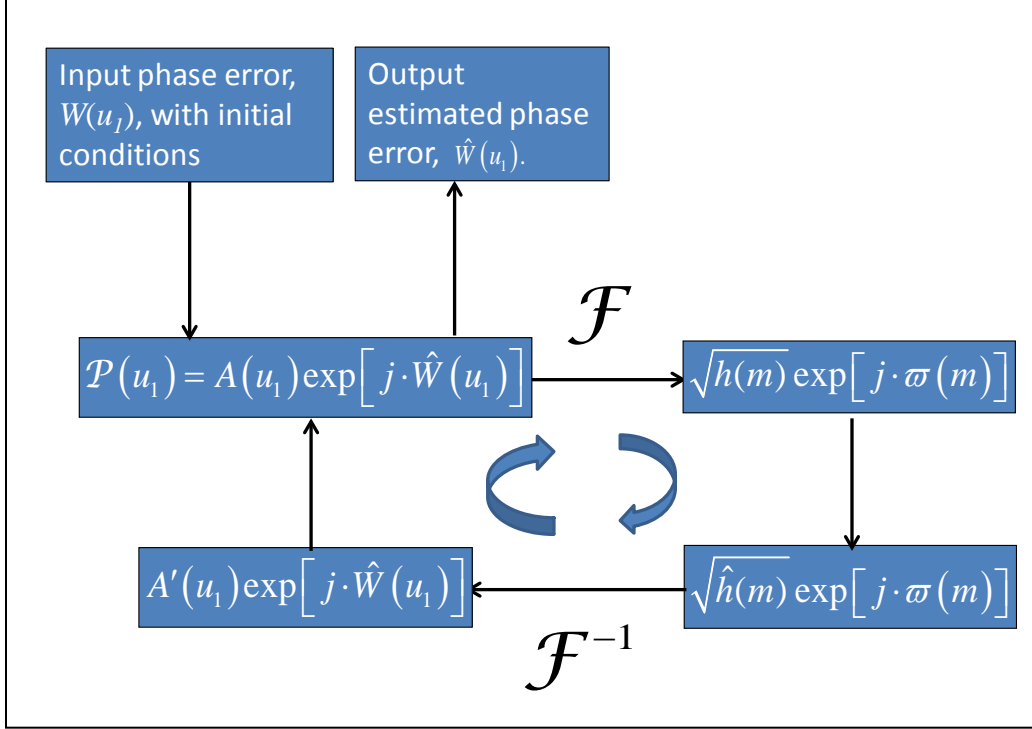 Input phase error,
W(u₁), with initial
conditions
Output
estimated phase
error, Ŵ(u₁).
ℱ
𝒫(u₁) = A(u₁)exp[j·Ŵ(u₁)]
√h(m) exp[j·ϖ(m)]
A′(u₁)exp[j·Ŵ(u₁)]
√ĥ(m) exp[j·ϖ(m)]
ℱ⁻¹